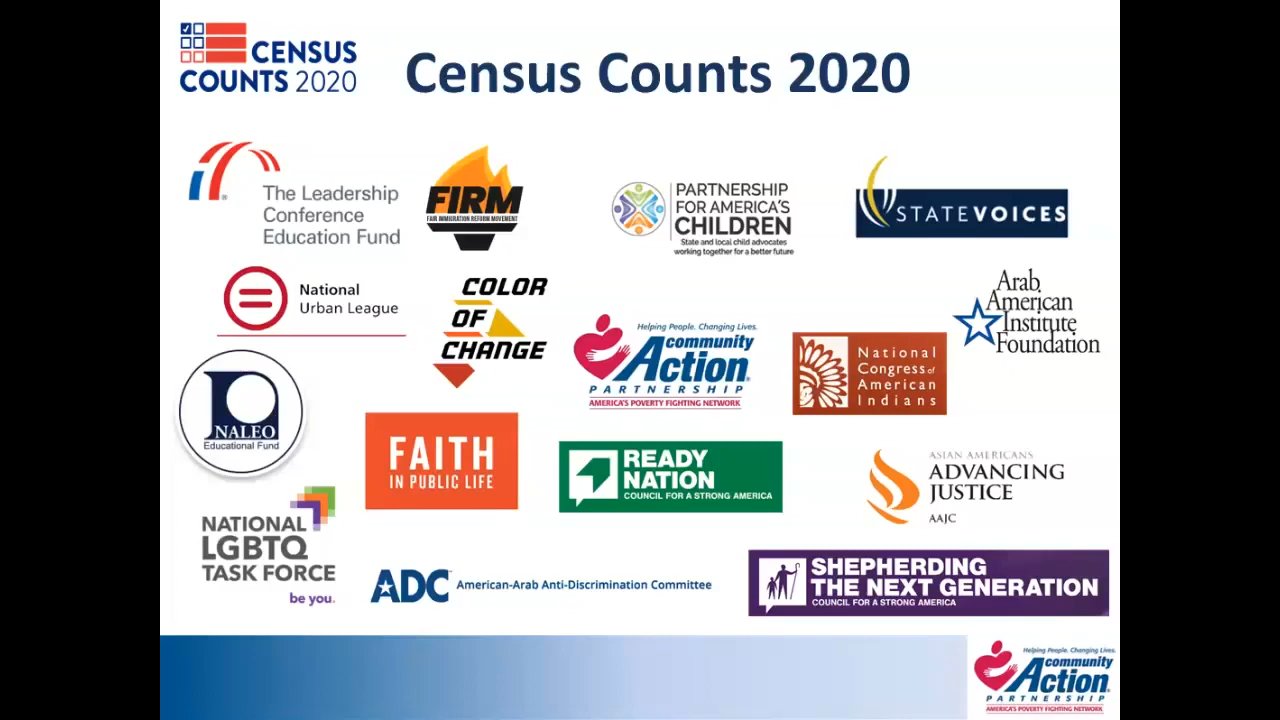 CENSUS
COUNTS 2020
Census Counts 2020
The Leadership
Conference
Education Fund
FIRM
FAIR IMMIGRATION REFORM MOVEMENT
PARTNERSHIP
FOR AMERICA'S
CHILDREN
State and local child advocates
working together for a better future
STATEVOICES
National
Urban League
COLOR
OF
CHANGE
Helping People. Changing Lives.
community
Action
PARTNERSHIP
AMERICA'S POVERTY FIGHTING NETWORK
National
Congress of
American
Indians
Arab
American
Institute
Foundation
NALEO
Educational Fund
FAITH
IN PUBLIC LIFE
READY
NATION
COUNCIL FOR A STRONG AMERICA
ASIAN AMERICANS
ADVANCING
JUSTICE
AAJC
NATIONAL
LGBTQ
TASK FORCE
be you.
ADC American-Arab Anti-Discrimination Committee
SHEPHERDING
THE NEXT GENERATION
COUNCIL FOR A STRONG AMERICA
Helping People. Changing Lives.
community
Action
PARTNERSHIP
AMERICA'S POVERTY FIGHTING NETWORK